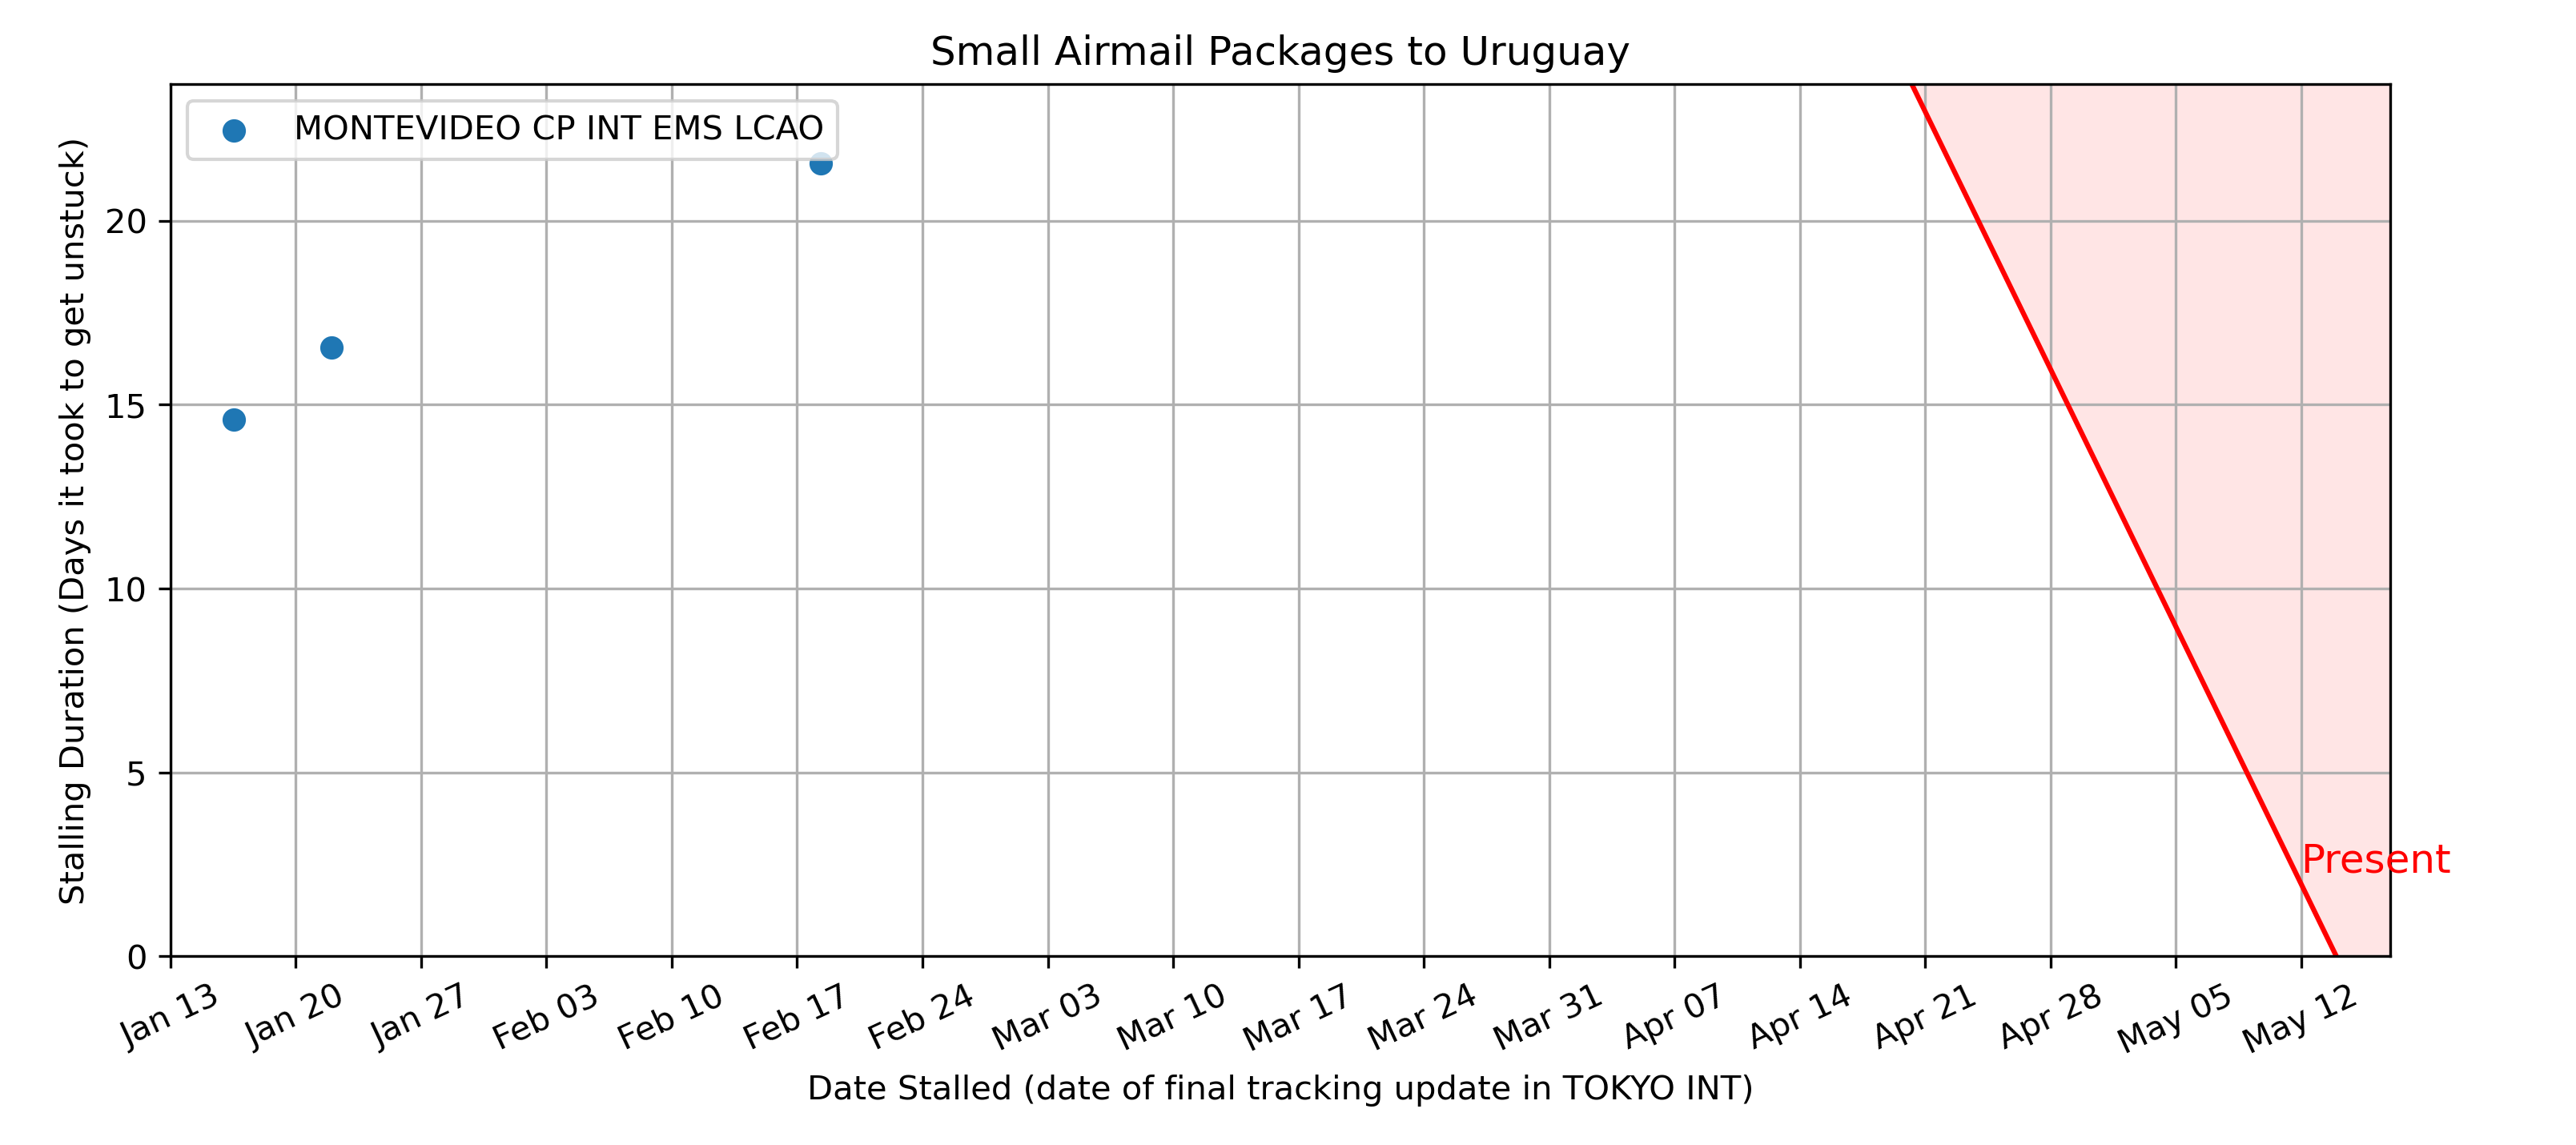 Small Airmail Packages to Uruguay
MONTEVIDEO CP INT EMS LCAO
Stalling Duration (Days it took to get unstuck)
20
15
10
5
0
Present
Jan 13 Jan 20 Jan 27 Feb 03 Feb 10 Feb 17 Feb 24 Mar 03 Mar 10 Mar 17 Mar 24 Mar 31 Apr 07 Apr 14 Apr 21 Apr 28 May 05 May 12
Date Stalled (date of final tracking update in TOKYO INT)